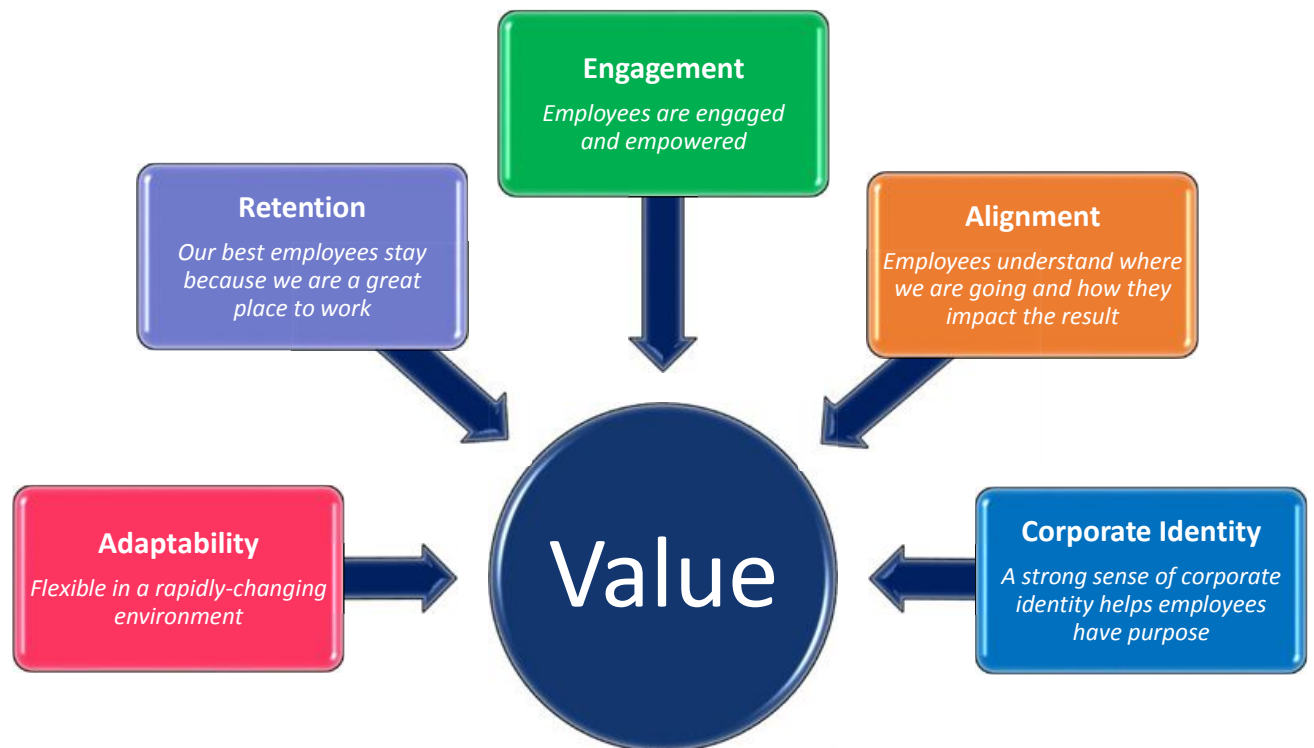 Engagement
Employees are engaged
and empowered
Retention
Our best employees stay
because we are a great
place to work
Alignment
Employees understand where
we are going and how they
impact the result
Adaptability
Flexible in a rapidly-changing
environment
Value
Corporate Identity
A strong sense of corporate
identity helps employees
have purpose